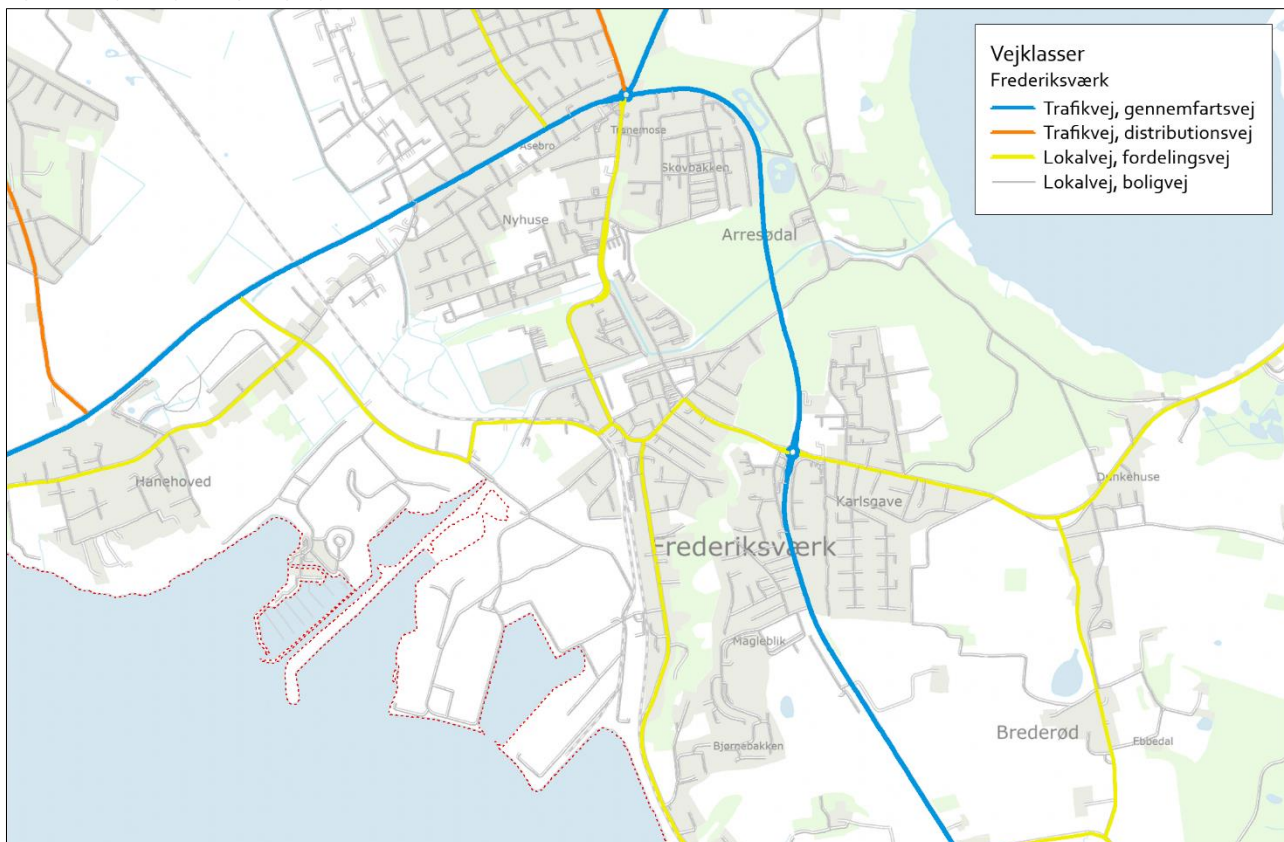 Vejklasser
Frederiksværk
Trafikvej, gennemfartsvej
Trafikvej, distributionsvej
Lokalvej, fordelingsvej
Lokalvej, boligvej
Trønemose
Asebro
Skovbakken
Nyhuse
Arresødal
Hanehoved
Dunkehuse
Karlsgave
Frederiksværk
Magleblik
Brederød
Ebbedal
Bjørnebakken